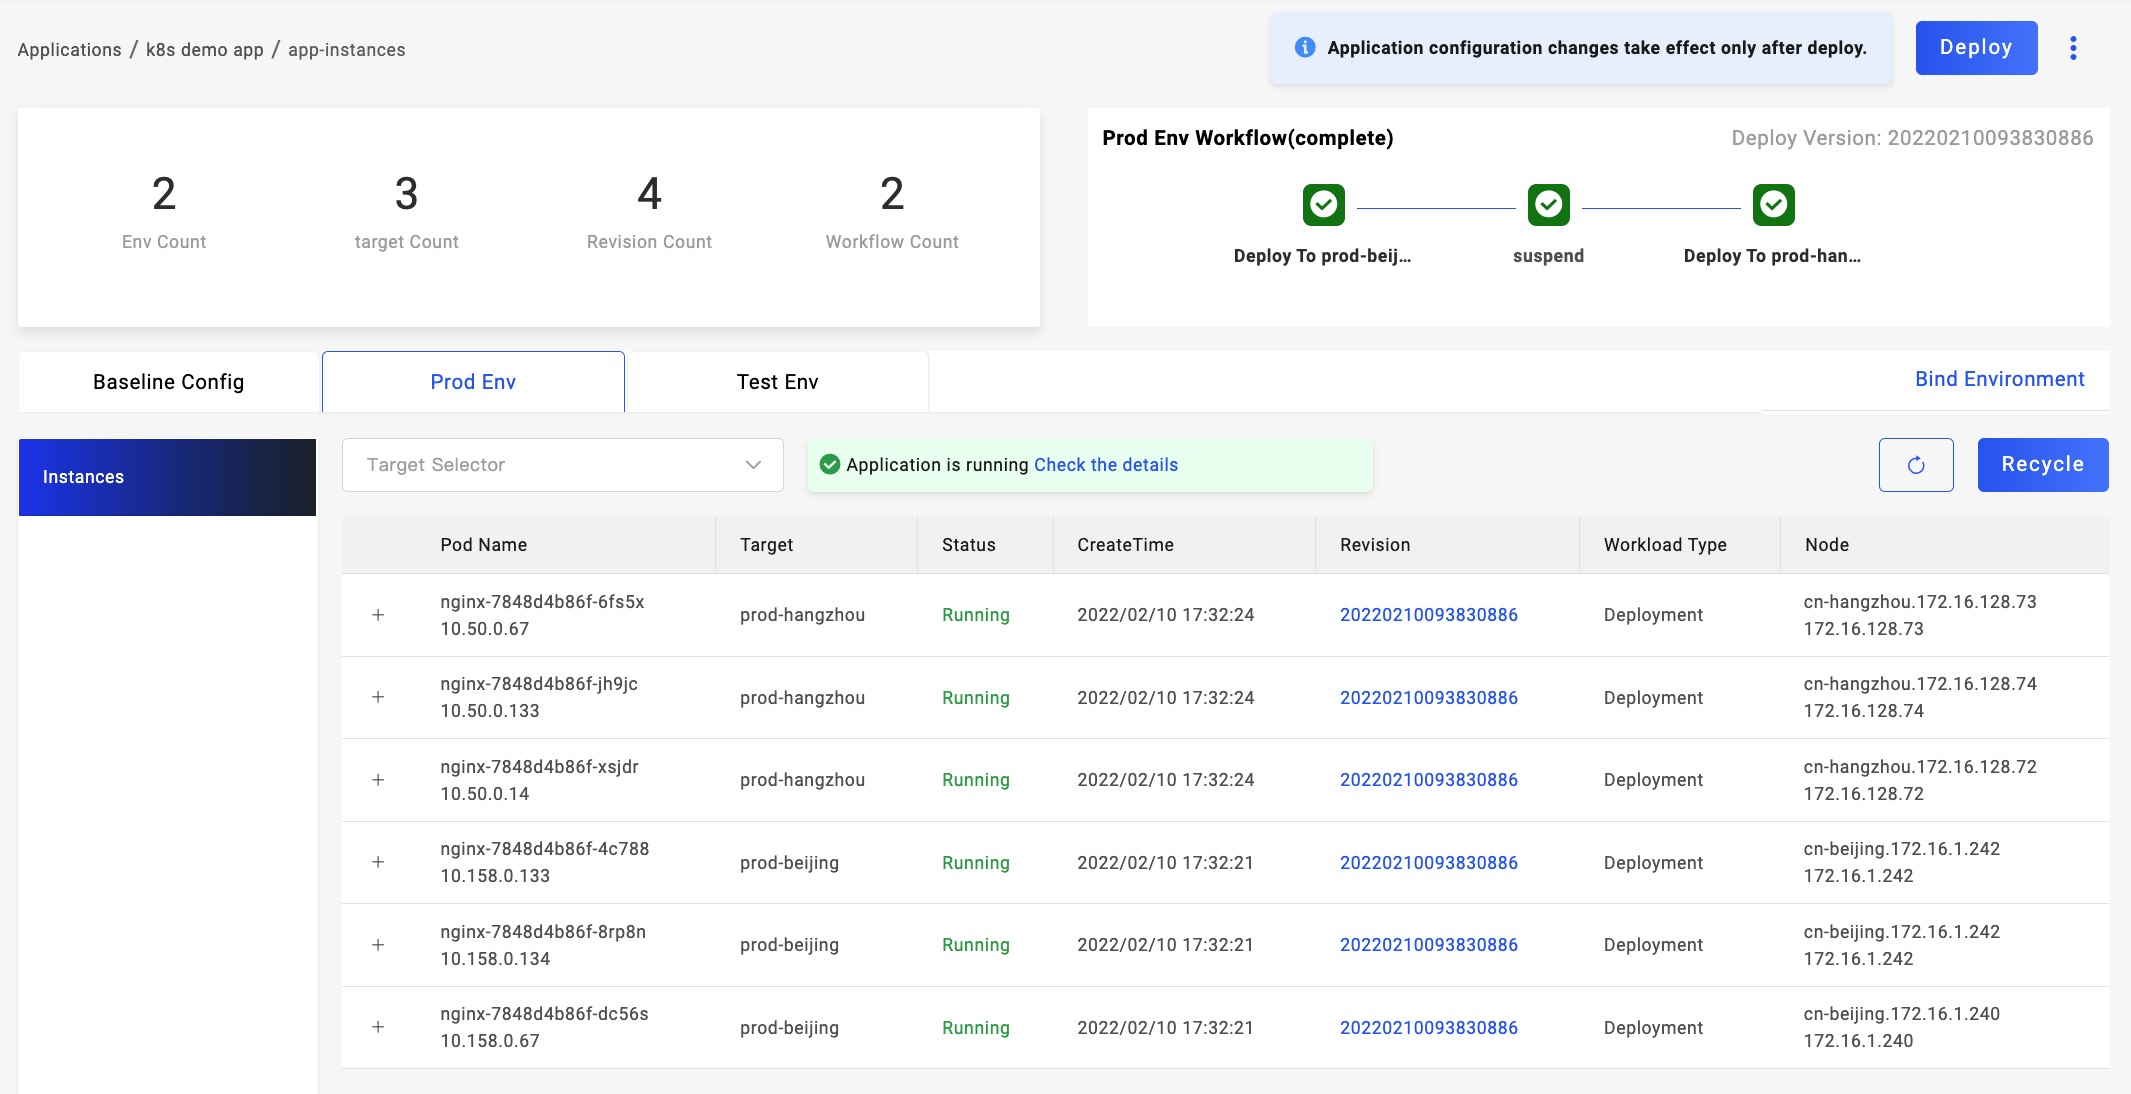 Applications / k8s demo app / app-instances
Application configuration changes take effect only after deploy.
Deploy
2
Env Count
3
target Count
4
Revision Count
2
Workflow Count
Prod Env Workflow(complete)
Deploy Version: 20220210093830886
Deploy To prod-beij...
suspend
Deploy To prod-han...
Baseline Config
Prod Env
Test Env
Bind Environment
Instances
Target Selector
Application is running Check the details
Recycle
Pod Name Target Status CreateTime Revision Workload Type Node
+ nginx-7848d4b86f-6fs5x prod-hangzhou Running 2022/02/10 17:32:24 20220210093830886 Deployment cn-hangzhou.172.16.128.73
10.50.0.67 172.16.128.73
+ nginx-7848d4b86f-jh9jc prod-hangzhou Running 2022/02/10 17:32:24 20220210093830886 Deployment cn-hangzhou.172.16.128.74
10.50.0.133 172.16.128.74
+ nginx-7848d4b86f-xsjdr prod-hangzhou Running 2022/02/10 17:32:24 20220210093830886 Deployment cn-hangzhou.172.16.128.72
10.50.0.14 172.16.128.72
+ nginx-7848d4b86f-4c788 prod-beijing Running 2022/02/10 17:32:21 20220210093830886 Deployment cn-beijing.172.16.1.242
10.158.0.133 172.16.1.242
+ nginx-7848d4b86f-8rp8n prod-beijing Running 2022/02/10 17:32:21 20220210093830886 Deployment cn-beijing.172.16.1.242
10.158.0.134 172.16.1.242
+ nginx-7848d4b86f-dc56s prod-beijing Running 2022/02/10 17:32:21 20220210093830886 Deployment cn-beijing.172.16.1.240
10.158.0.67 172.16.1.240